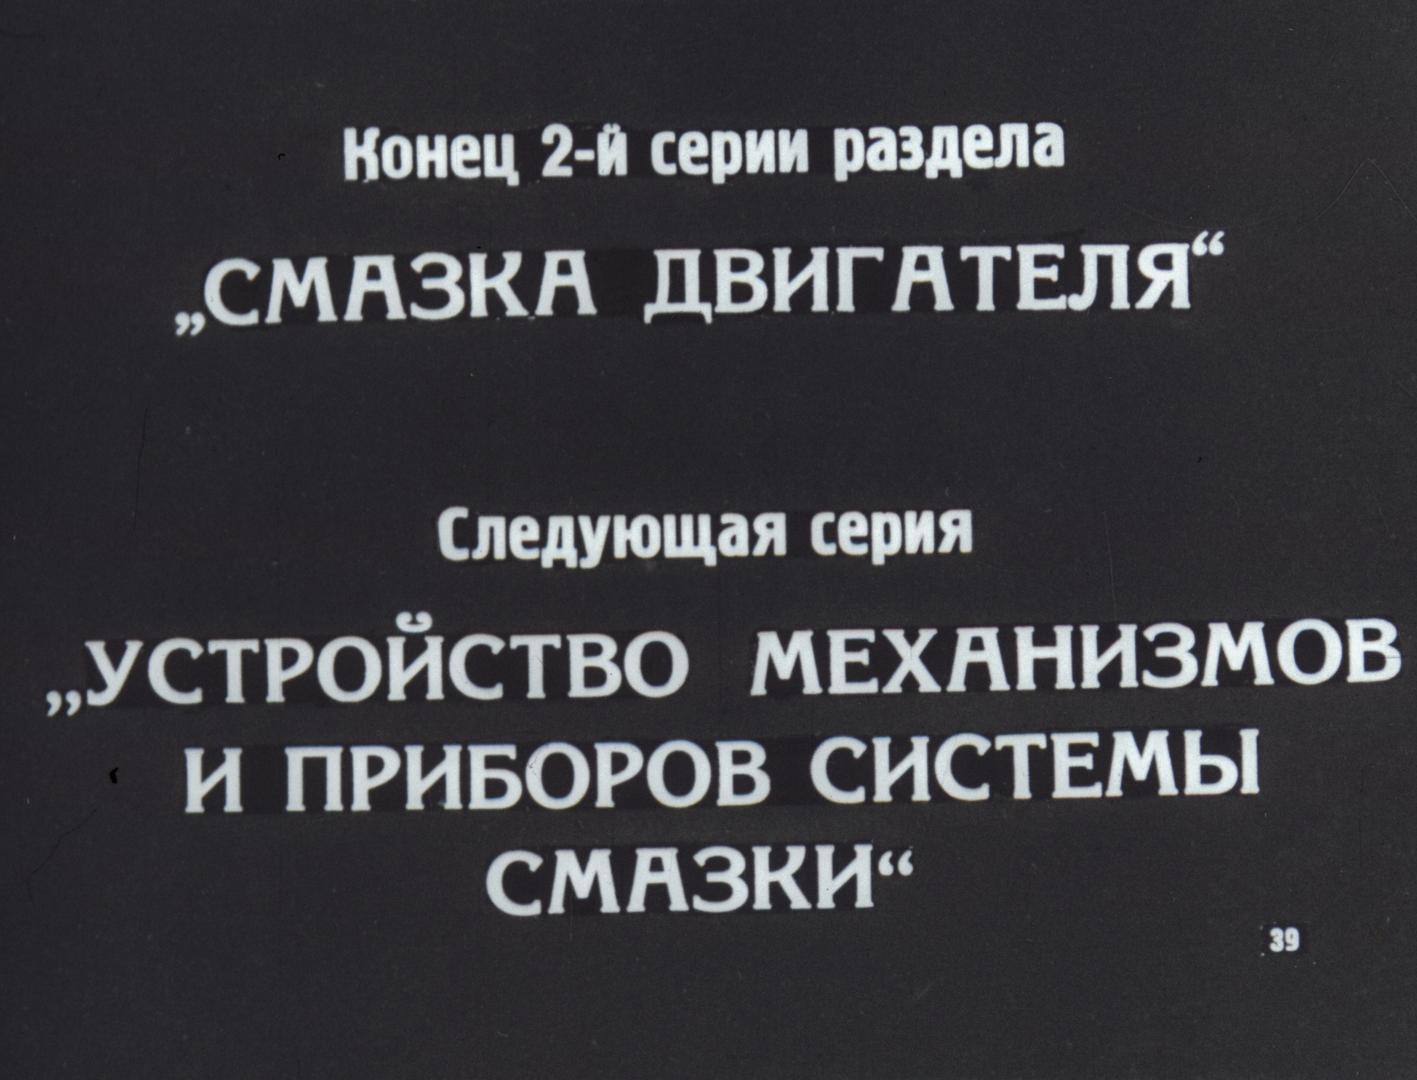 Конец 2-й серии раздела
„СМАЗКА ДВИГАТЕЛЯ“
Следующая серия
„УСТРОЙСТВО МЕХАНИЗМОВ
И ПРИБОРОВ СИСТЕМЫ
СМАЗКИ“
39